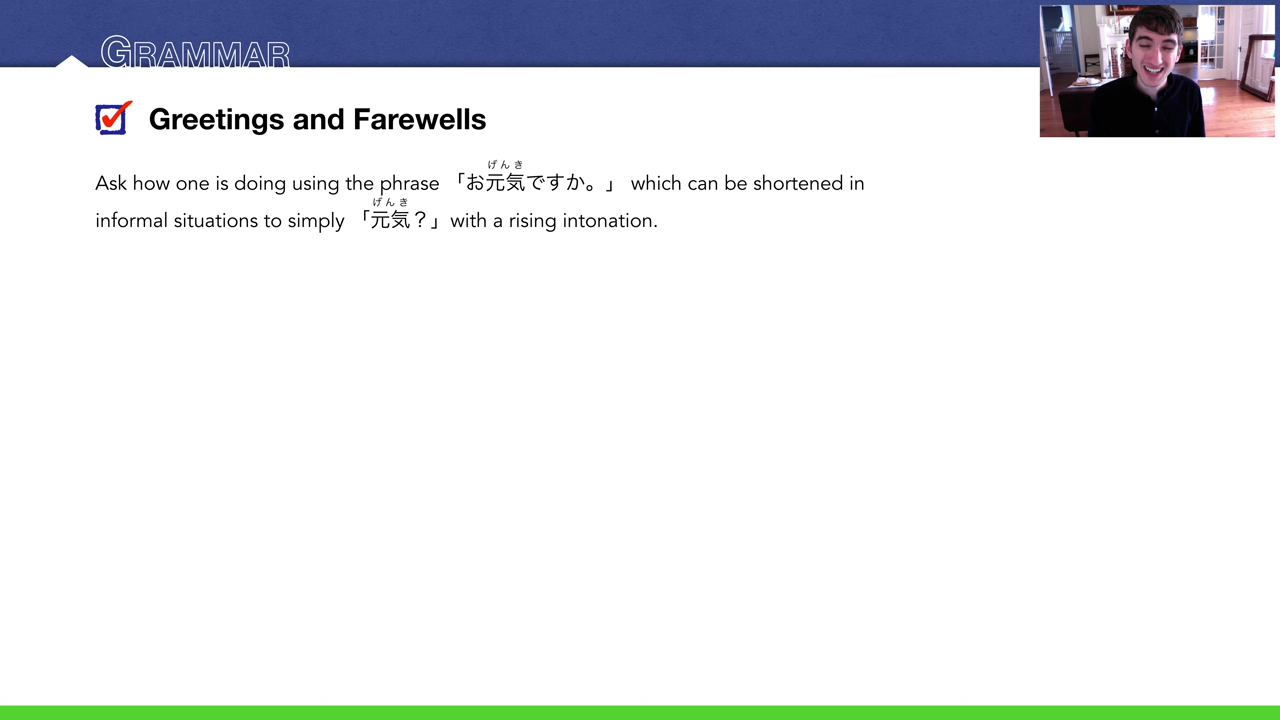 GRAMMAR
Greetings and Farewells
げんき
Ask how one is doing using the phrase 「お元気ですか。」 which can be shortened in
げんき
informal situations to simply 「元気？」with a rising intonation.